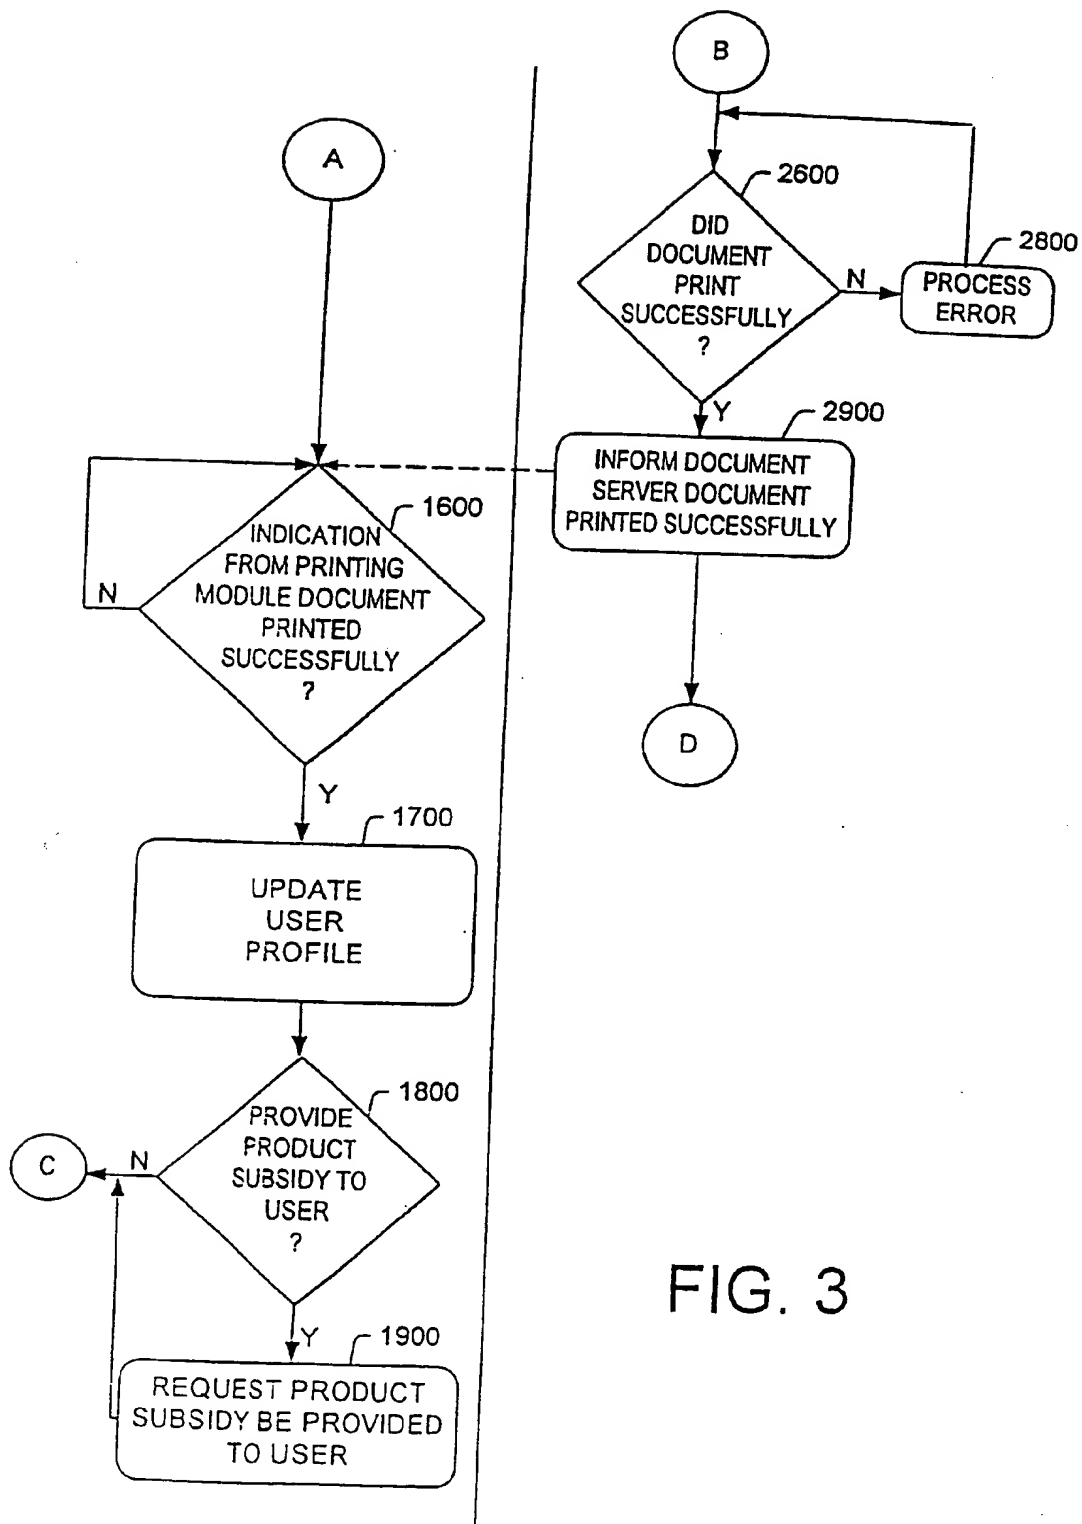 A
1600
INDICATION
FROM PRINTING
MODULE DOCUMENT
PRINTED
SUCCESSFULLY
?
N
Y
1700
UPDATE
USER
PROFILE
1800
PROVIDE
PRODUCT
SUBSIDY TO
USER
?
N
C
Y
1900
REQUEST PRODUCT
SUBSIDY BE PROVIDED
TO USER
B
2600
DID
DOCUMENT
PRINT
SUCCESSFULLY
?
N
2800
PROCESS
ERROR
Y
2900
INFORM DOCUMENT
SERVER DOCUMENT
PRINTED SUCCESSFULLY
D
FIG. 3